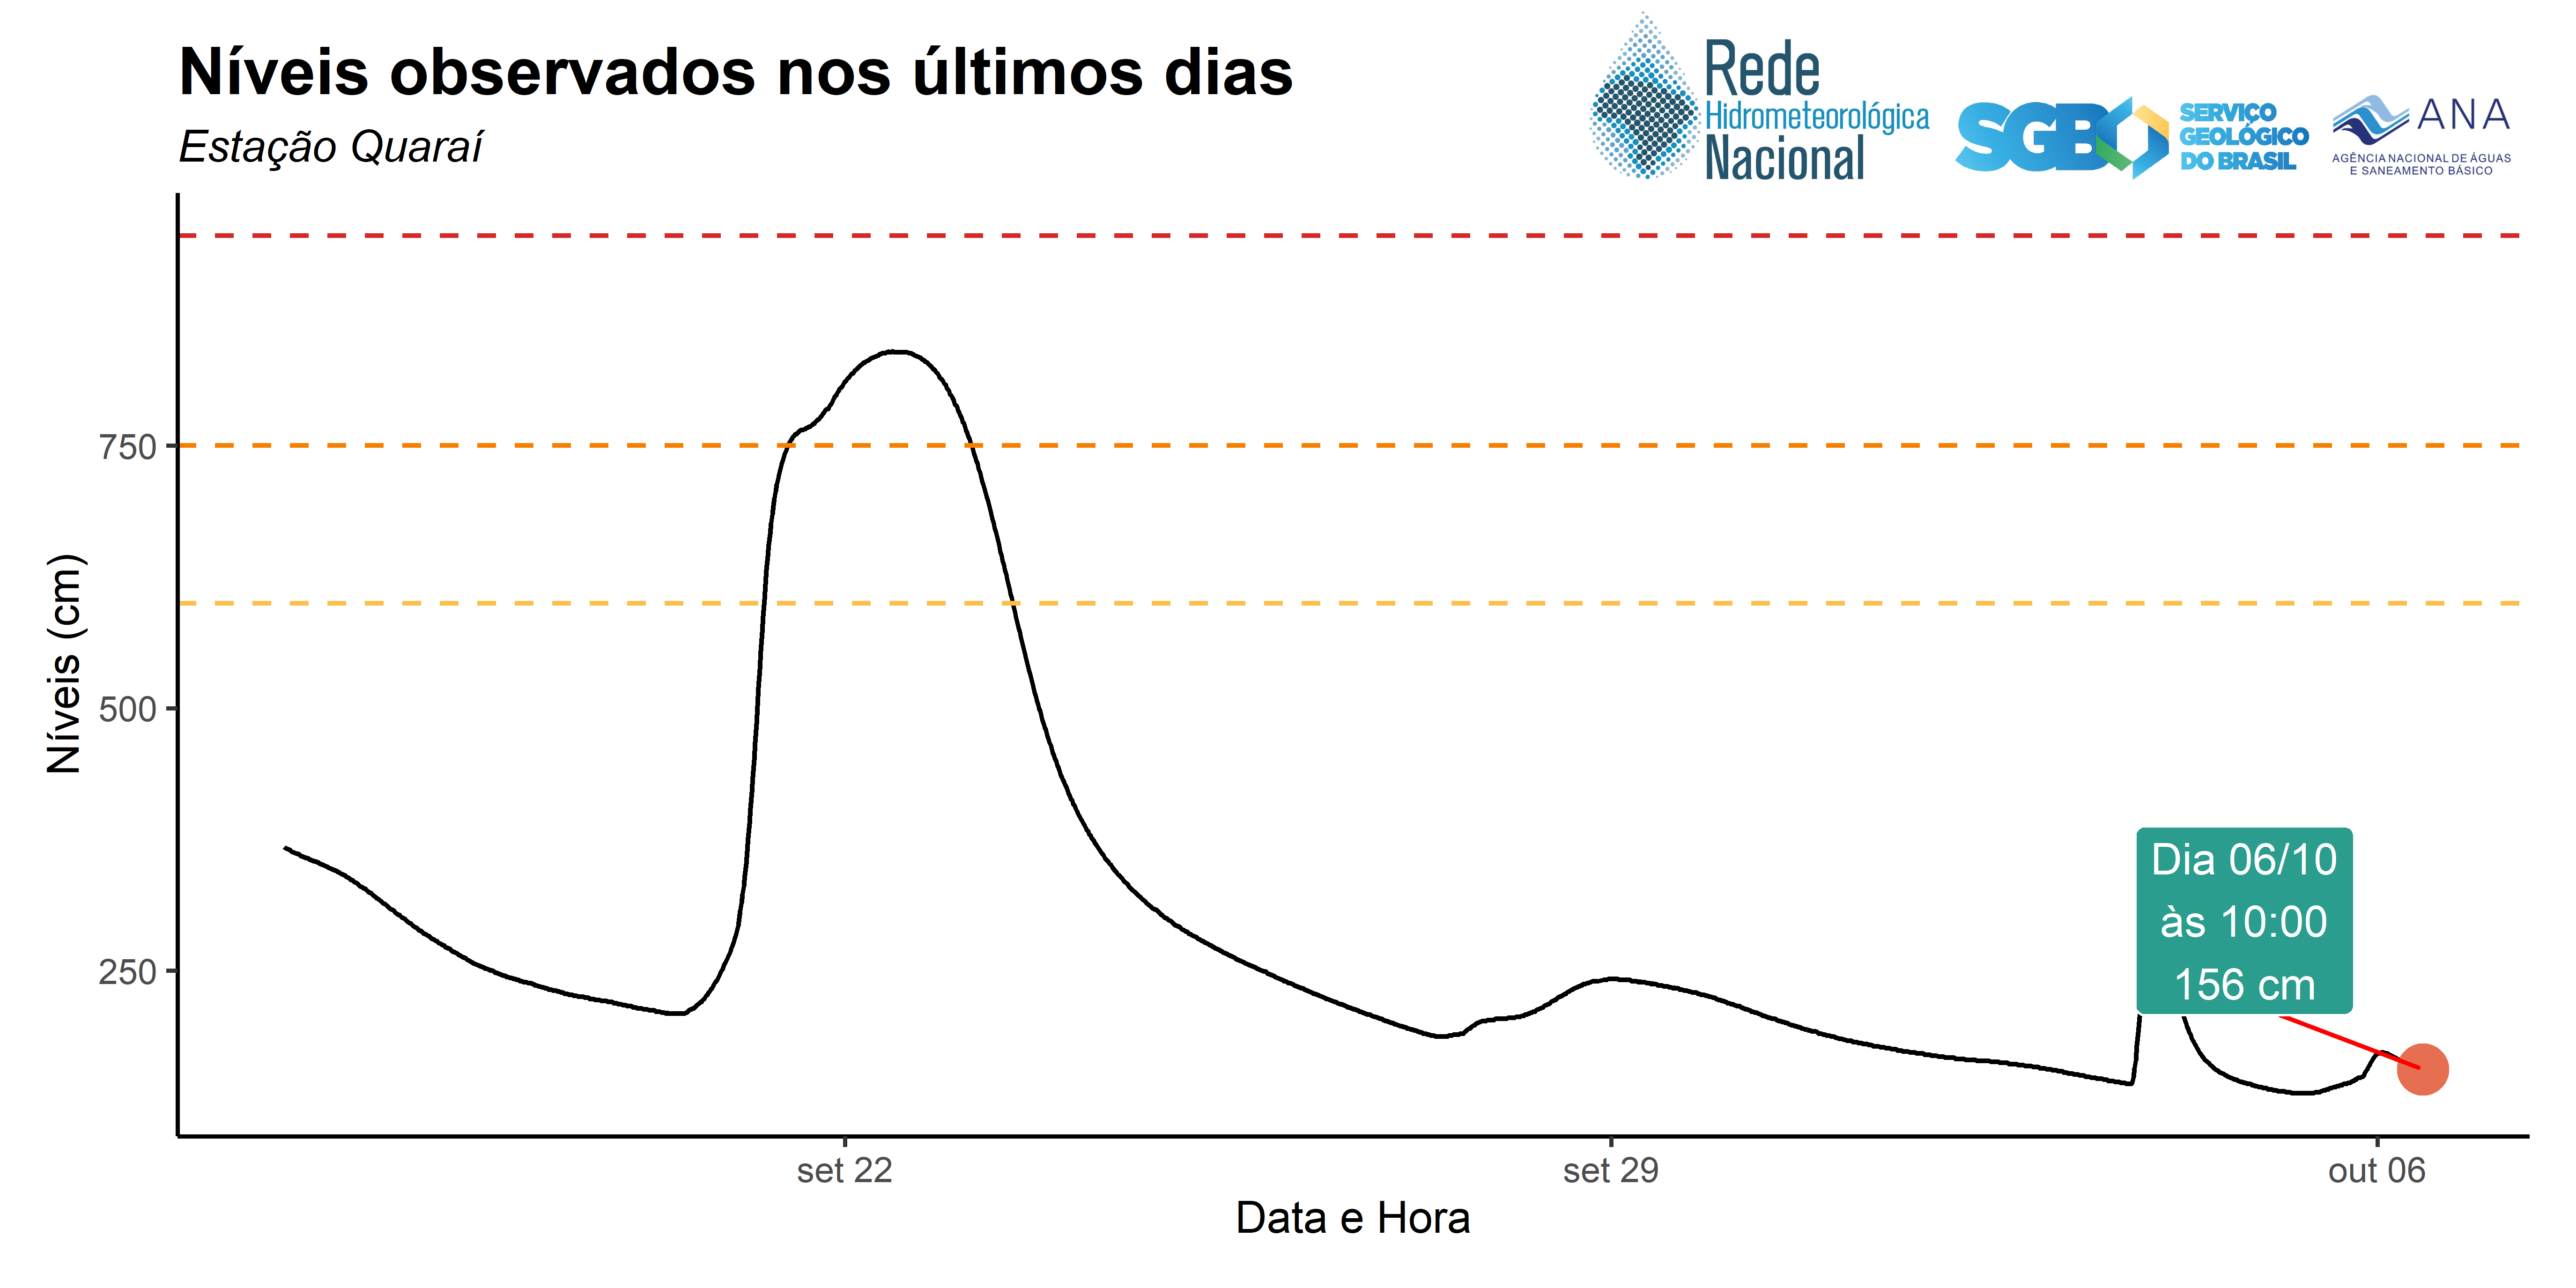 Níveis observados nos últimos dias
Estação Quaraí
Rede
Hidrometeorológica
Nacional
SGB
SERVIÇO
GEOLÓGICO
DO BRASIL
ANA
AGÊNCIA NACIONAL DE ÁGUAS
E SANEAMENTO BÁSICO
Níveis (cm)
750
500
250
Dia 06/10
às 10:00
156 cm
set 22
set 29
out 06
Data e Hora